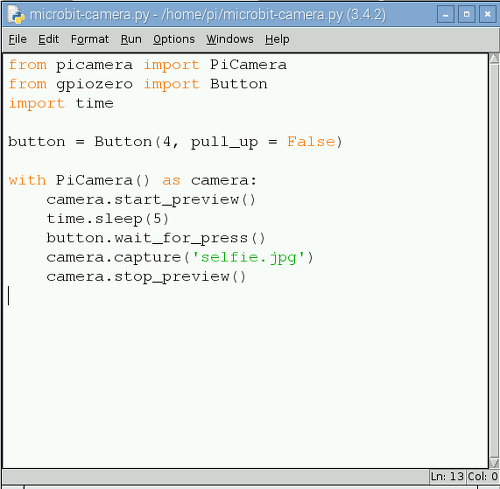 microbit-camera.py - /home/pi/microbit-camera.py (3.4.2)
File Edit Format Run Options Windows Help
from picamera import PiCamera
from gpiozero import Button
import time

button = Button(4, pull_up = False)

with PiCamera() as camera:
    camera.start_preview()
    time.sleep(5)
    button.wait_for_press()
    camera.capture('selfie.jpg')
    camera.stop_preview()
Ln: 13 Col: 0